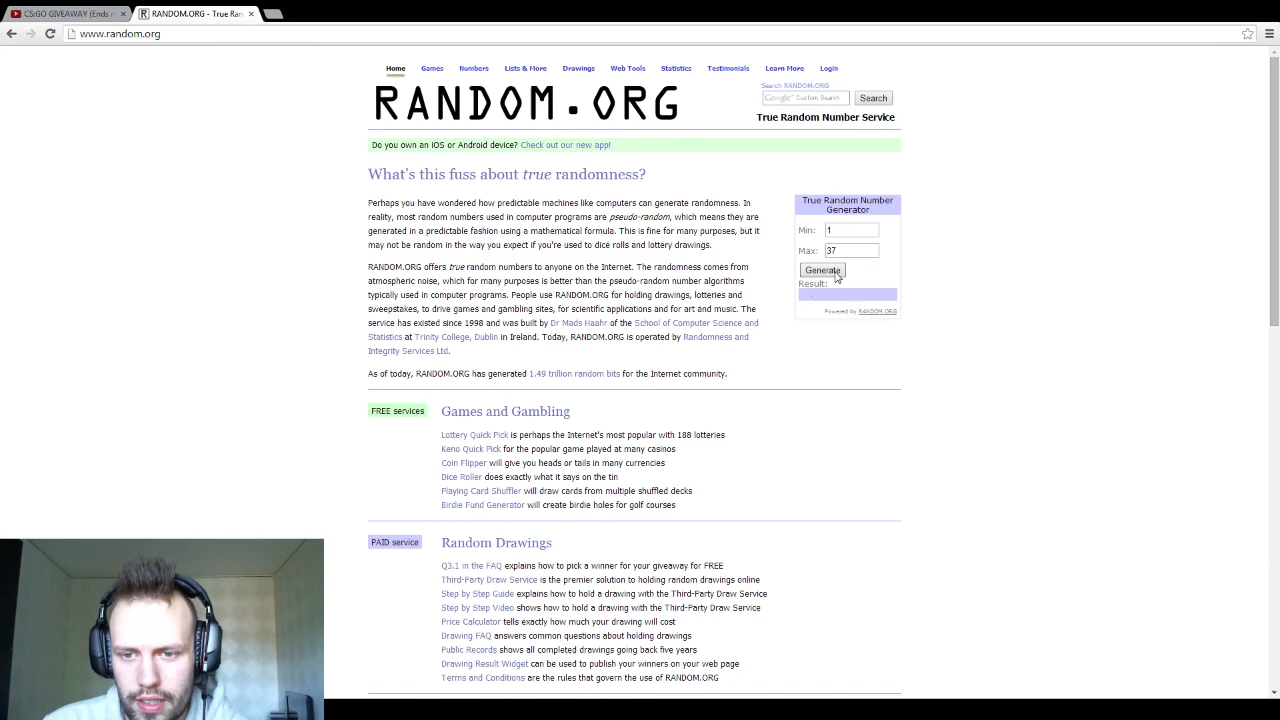 CS:GO GIVEAWAY (Ends
RANDOM.ORG - True Ran
www.random.org
Home Games Numbers Lists & More Drawings Web Tools Statistics Testimonials Learn More Login
Search RANDOM.ORG
Google™ Custom Search Search
RANDOM.ORG
True Random Number Service
Do you own an iOS or Android device? Check out our new app!
What's this fuss about true randomness?
Perhaps you have wondered how predictable machines like computers can generate randomness. In
reality, most random numbers used in computer programs are pseudo-random, which means they are
generated in a predictable fashion using a mathematical formula. This is fine for many purposes, but it
may not be random in the way you expect if you're used to dice rolls and lottery drawings.
RANDOM.ORG offers true random numbers to anyone on the Internet. The randomness comes from
atmospheric noise, which for many purposes is better than the pseudo-random number algorithms
typically used in computer programs. People use RANDOM.ORG for holding drawings, lotteries and
sweepstakes, to drive games and gambling sites, for scientific applications and for art and music. The
service has existed since 1998 and was built by Dr Mads Haahr of the School of Computer Science and
Statistics at Trinity College, Dublin in Ireland. Today, RANDOM.ORG is operated by Randomness and
Integrity Services Ltd.
As of today, RANDOM.ORG has generated 1.49 trillion random bits for the Internet community.
True Random Number
Generator
Min: 1
Max: 37
Generate
Result:
Powered by RANDOM.ORG
FREE services
Games and Gambling
Lottery Quick Pick is perhaps the Internet's most popular with 188 lotteries
Keno Quick Pick for the popular game played at many casinos
Coin Flipper will give you heads or tails in many currencies
Dice Roller does exactly what it says on the tin
Playing Card Shuffler will draw cards from multiple shuffled decks
Birdie Fund Generator will create birdie holes for golf courses
PAID service
Random Drawings
Q3.1 in the FAQ explains how to pick a winner for your giveaway for FREE
Third-Party Draw Service is the premier solution to holding random drawings online
Step by Step Guide explains how to hold a drawing with the Third-Party Draw Service
Step by Step Video shows how to hold a drawing with the Third-Party Draw Service
Price Calculator tells exactly how much your drawing will cost
Drawing FAQ answers common questions about holding drawings
Public Records shows all completed drawings going back five years
Drawing Result Widget can be used to publish your winners on your web page
Terms and Conditions are the rules that govern the use of RANDOM.ORG